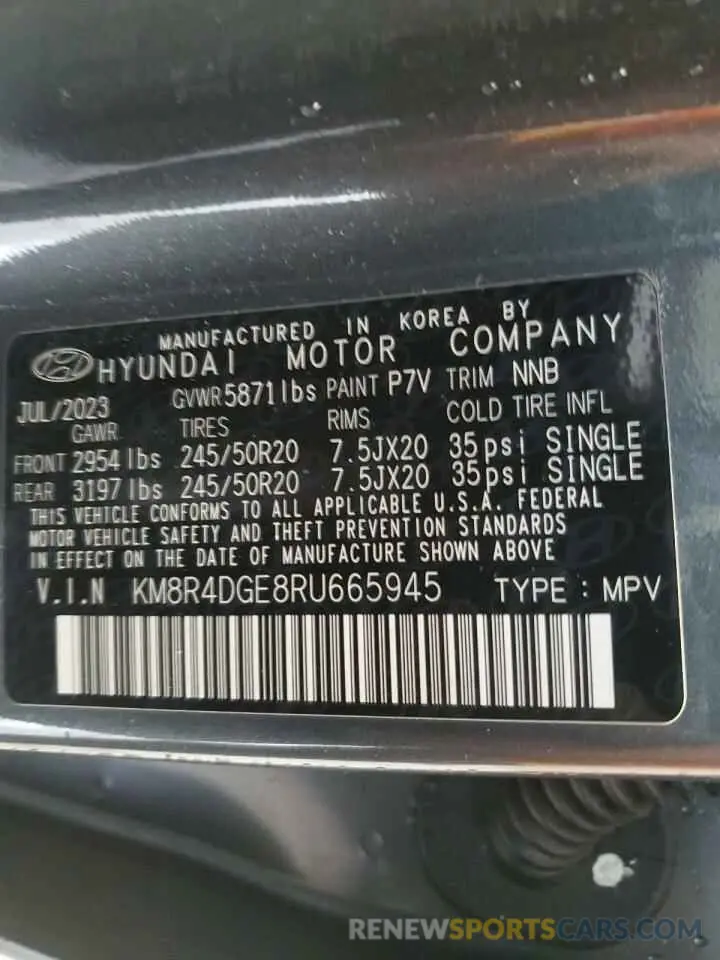 MANUFACTURED IN KOREA BY
HYUNDAI MOTOR COMPANY
JUL/2023 GVWR 5871lbs PAINT P7V TRIM NNB
GAWR TIRES RIMS COLD TIRE INFL
FRONT 2954 lbs 245/50R20 7.5JX20 35psi SINGLE
REAR 3197 lbs 245/50R20 7.5JX20 35psi SINGLE
THIS VEHICLE CONFORMS TO ALL APPLICABLE U.S.A. FEDERAL
MOTOR VEHICLE SAFETY AND THEFT PREVENTION STANDARDS
IN EFFECT ON THE DATE OF MANUFACTURE SHOWN ABOVE
V.I.N KM8R4DGE8RU665945 TYPE : MPV
RENEWSPORTSCARS.COM